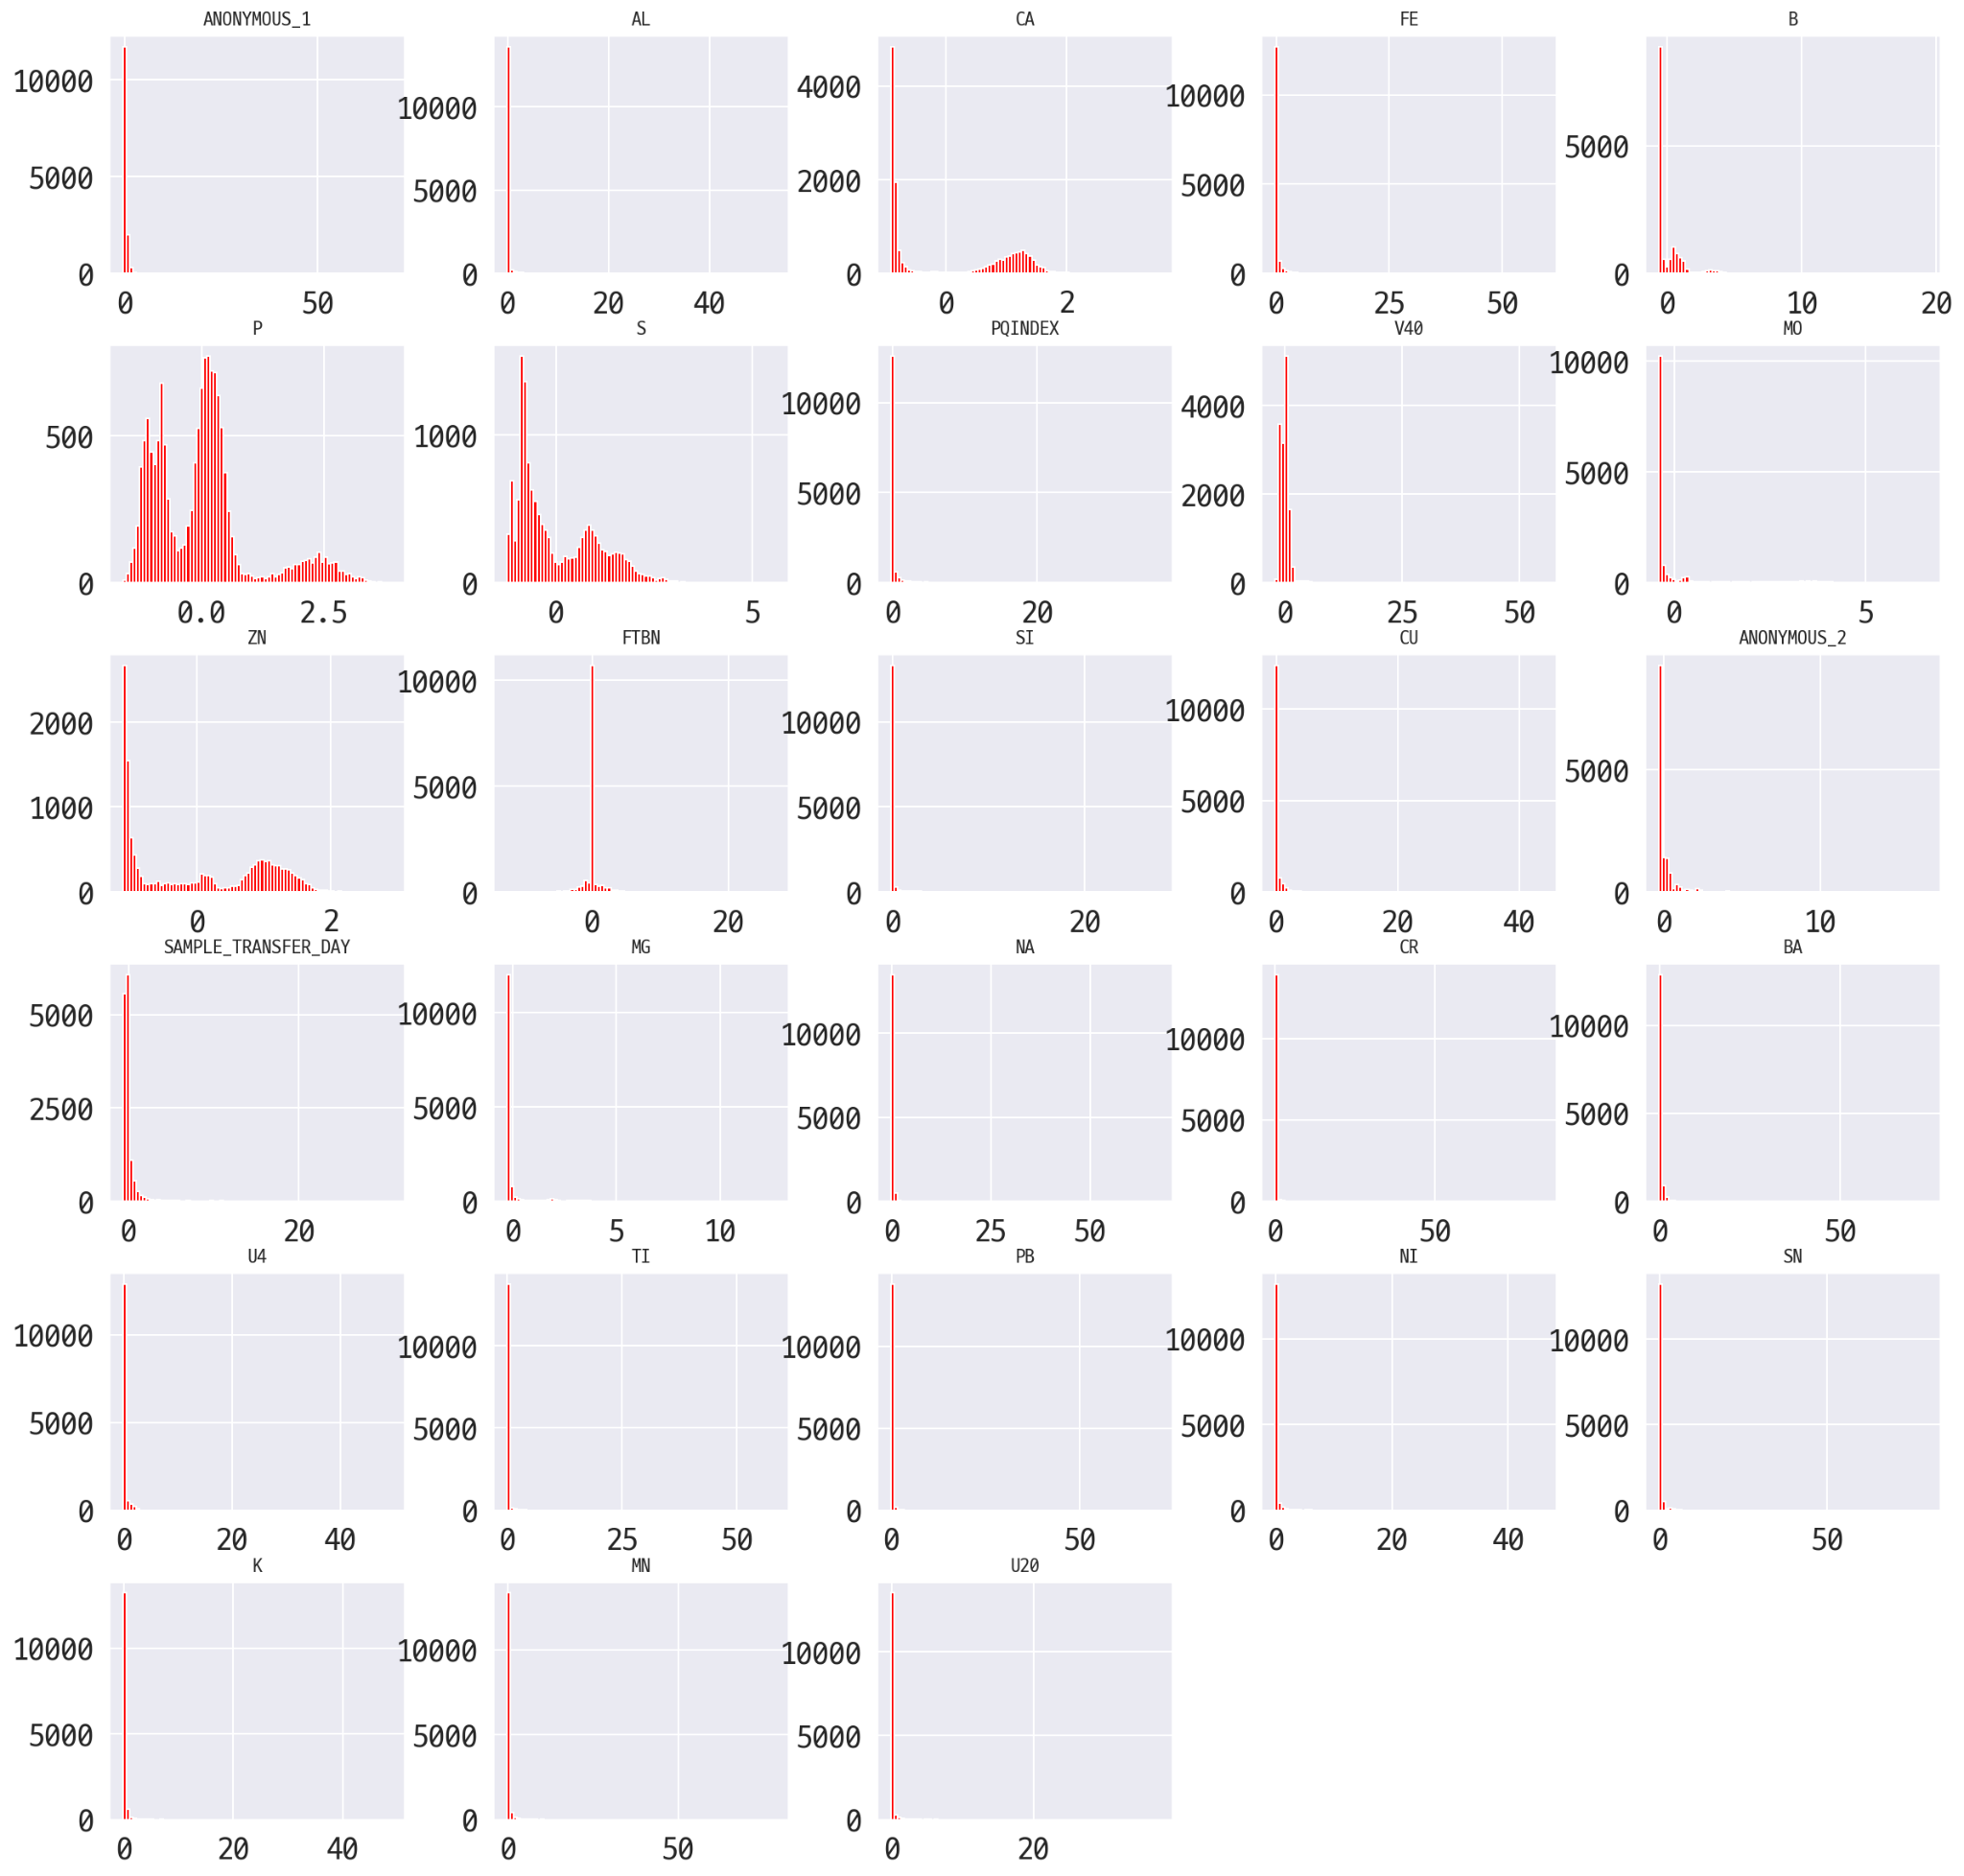 ANONYMOUS_1 AL CA FE B
10000 5000 0 0 50
10000 5000 0 0 20 40
4000 2000 0 0 2
10000 5000 0 0 25 50
5000 0 0 10 20
P S PQINDEX V40 MO
500 0 0.0 2.5
1000 0 0 5
10000 5000 0 0 20
4000 2000 0 0 25 50
10000 5000 0 0 5
ZN FTBN SI CU ANONYMOUS_2
2000 1000 0 0 2
10000 5000 0 0 20
10000 5000 0 0 20
10000 5000 0 0 20 40
5000 0 0 10
SAMPLE_TRANSFER_DAY MG NA CR BA
5000 2500 0 0 20
10000 5000 0 0 5 10
10000 5000 0 0 25 50
10000 5000 0 0 50
10000 5000 0 0 50
U4 TI PB NI SN
10000 5000 0 0 20 40
10000 5000 0 0 25 50
10000 5000 0 0 50
10000 5000 0 0 20 40
10000 5000 0 0 50
K MN U20
10000 5000 0 0 20 40
10000 5000 0 0 50
10000 5000 0 0 20